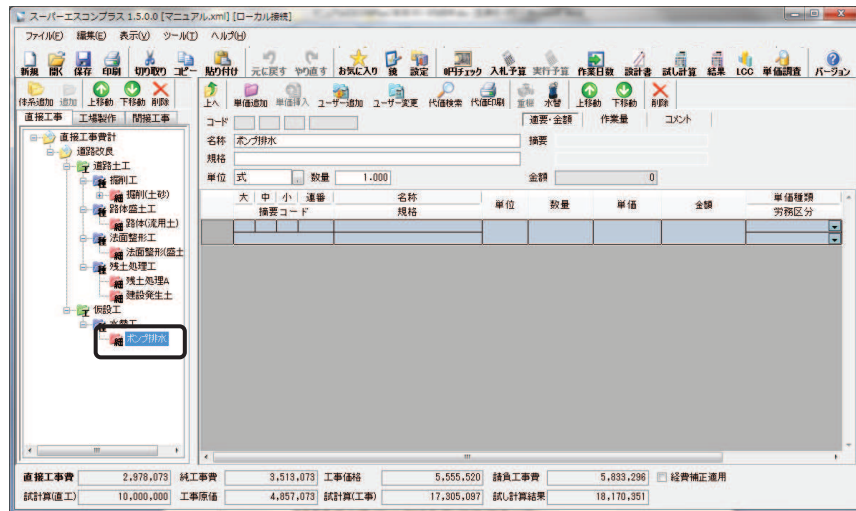 スーパーエスコンプラス 1.5.0.0 [マニュアル.xml] [ローカル接続]
ファイル(F) 編集(E) 表示(V) ツール(T) ヘルプ(H)
新規 開く 保存 印刷 切り取り コピー 貼り付け 元に戻す やり直す お気に入り 鏡 設定 0円チェック 入札予算 実行予算 作業日数 設計書 試し計算 結果 LCC 単価調査 バージョン
体系追加 追加 上移動 下移動 削除
上へ 単価追加 単価挿入 ユーザー追加 ユーザー変更 代価検索 代価印刷 重機 水替 上移動 下移動 削除
直接工事 工場製作 間接工事
直接工事費計
道路改良
道路土工
掘削工
掘削(土砂)
路体盛土工
路体(流用土)
法面整形工
法面整形(盛土
残土処理工
残土処理A
建設発生土
仮設工
水替工
ポンプ排水
コード
摘要・金額 作業量 コメント
名称 ポンプ排水 摘要
規格
単位 式 数量 1.000 金額 0
大 中 小 連番 名称 単位 数量 単価 金額 単価種類
摘要コード 規格 労務区分
直接工事費 2,978,073 純工事費 3,513,073 工事価格 5,555,520 請負工事費 5,833,296 経費補正適用
試計算(直工) 10,000,000 工事原価 4,857,073 試計算(工事) 17,305,097 試し計算結果 18,170,351